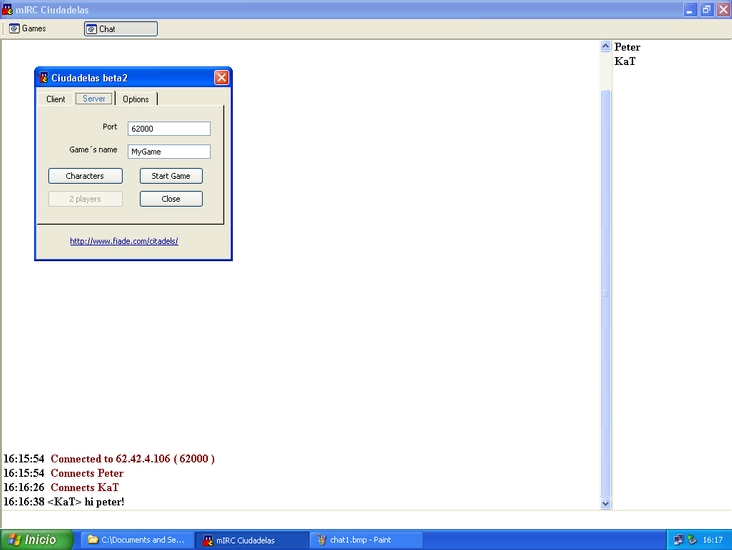 mIRC Ciudadelas
Games
Chat
Peter
KaT
Ciudadelas beta2
Client
Server
Options
Port
62000
Game´s name
MyGame
Characters
Start Game
2 players
Close
http://www.fiade.com/citadels/
16:15:54 Connected to 62.42.4.106 ( 62000 )
16:15:54 Connects Peter
16:16:26 Connects KaT
16:16:38 <KaT> hi peter!
Inicio
C:\Documents and Se...
mIRC Ciudadelas
chat1.bmp - Paint
16:17